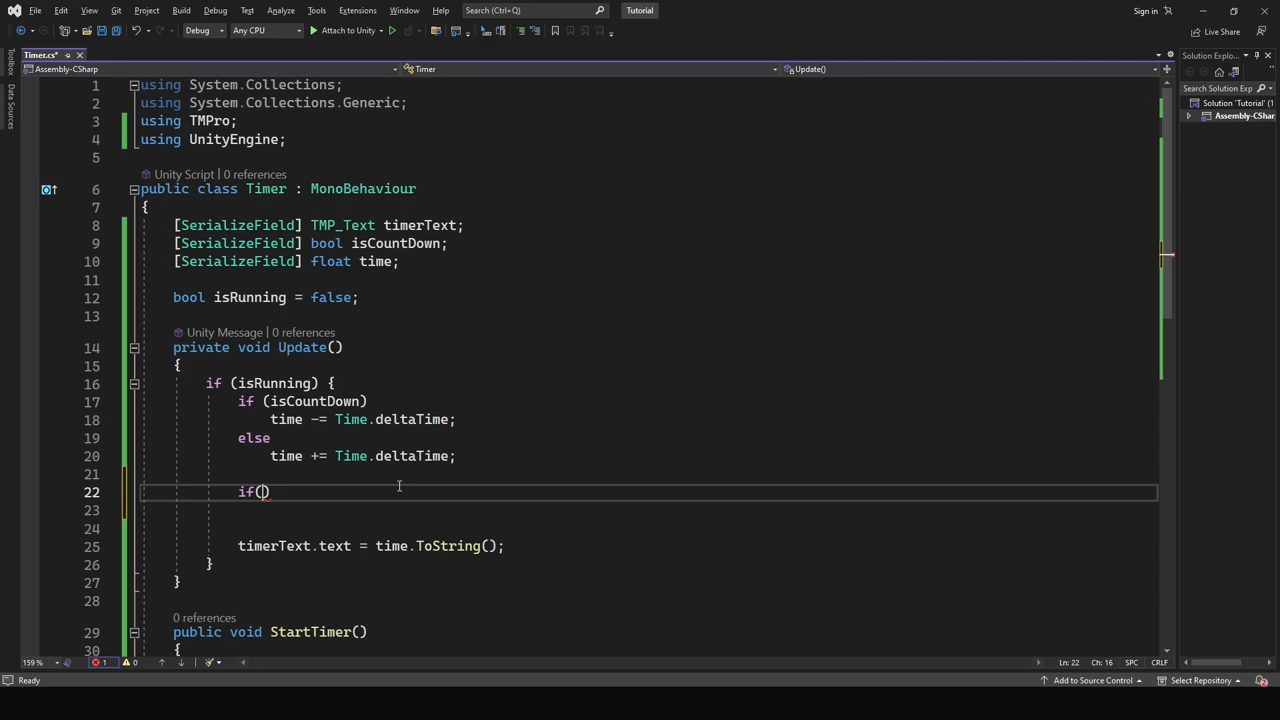 File Edit View Git Project Build Debug Test Analyze Tools Extensions Window Help Search (Ctrl+Q) Tutorial Sign in
Debug Any CPU Attach to Unity Live Share
Timer.cs* Solution Explo...
Toolbox
Data Sources
Assembly-CSharp Timer Update()
Search Solution Exp
Solution 'Tutorial' (1
Assembly-CShar
1 using System.Collections;
2 using System.Collections.Generic;
3 using TMPro;
4 using UnityEngine;
5
Unity Script | 0 references
6 public class Timer : MonoBehaviour
7 {
8 [SerializeField] TMP_Text timerText;
9 [SerializeField] bool isCountDown;
10 [SerializeField] float time;
11
12 bool isRunning = false;
13
Unity Message | 0 references
14 private void Update()
15 {
16 if (isRunning) {
17 if (isCountDown)
18 time -= Time.deltaTime;
19 else
20 time += Time.deltaTime;
21
22 if()
23
24
25 timerText.text = time.ToString();
26 }
27 }
28
0 references
29 public void StartTimer()
30 {
159 % 1 0 Ln: 22 Ch: 16 SPC CRLF
Ready Add to Source Control Select Repository 2